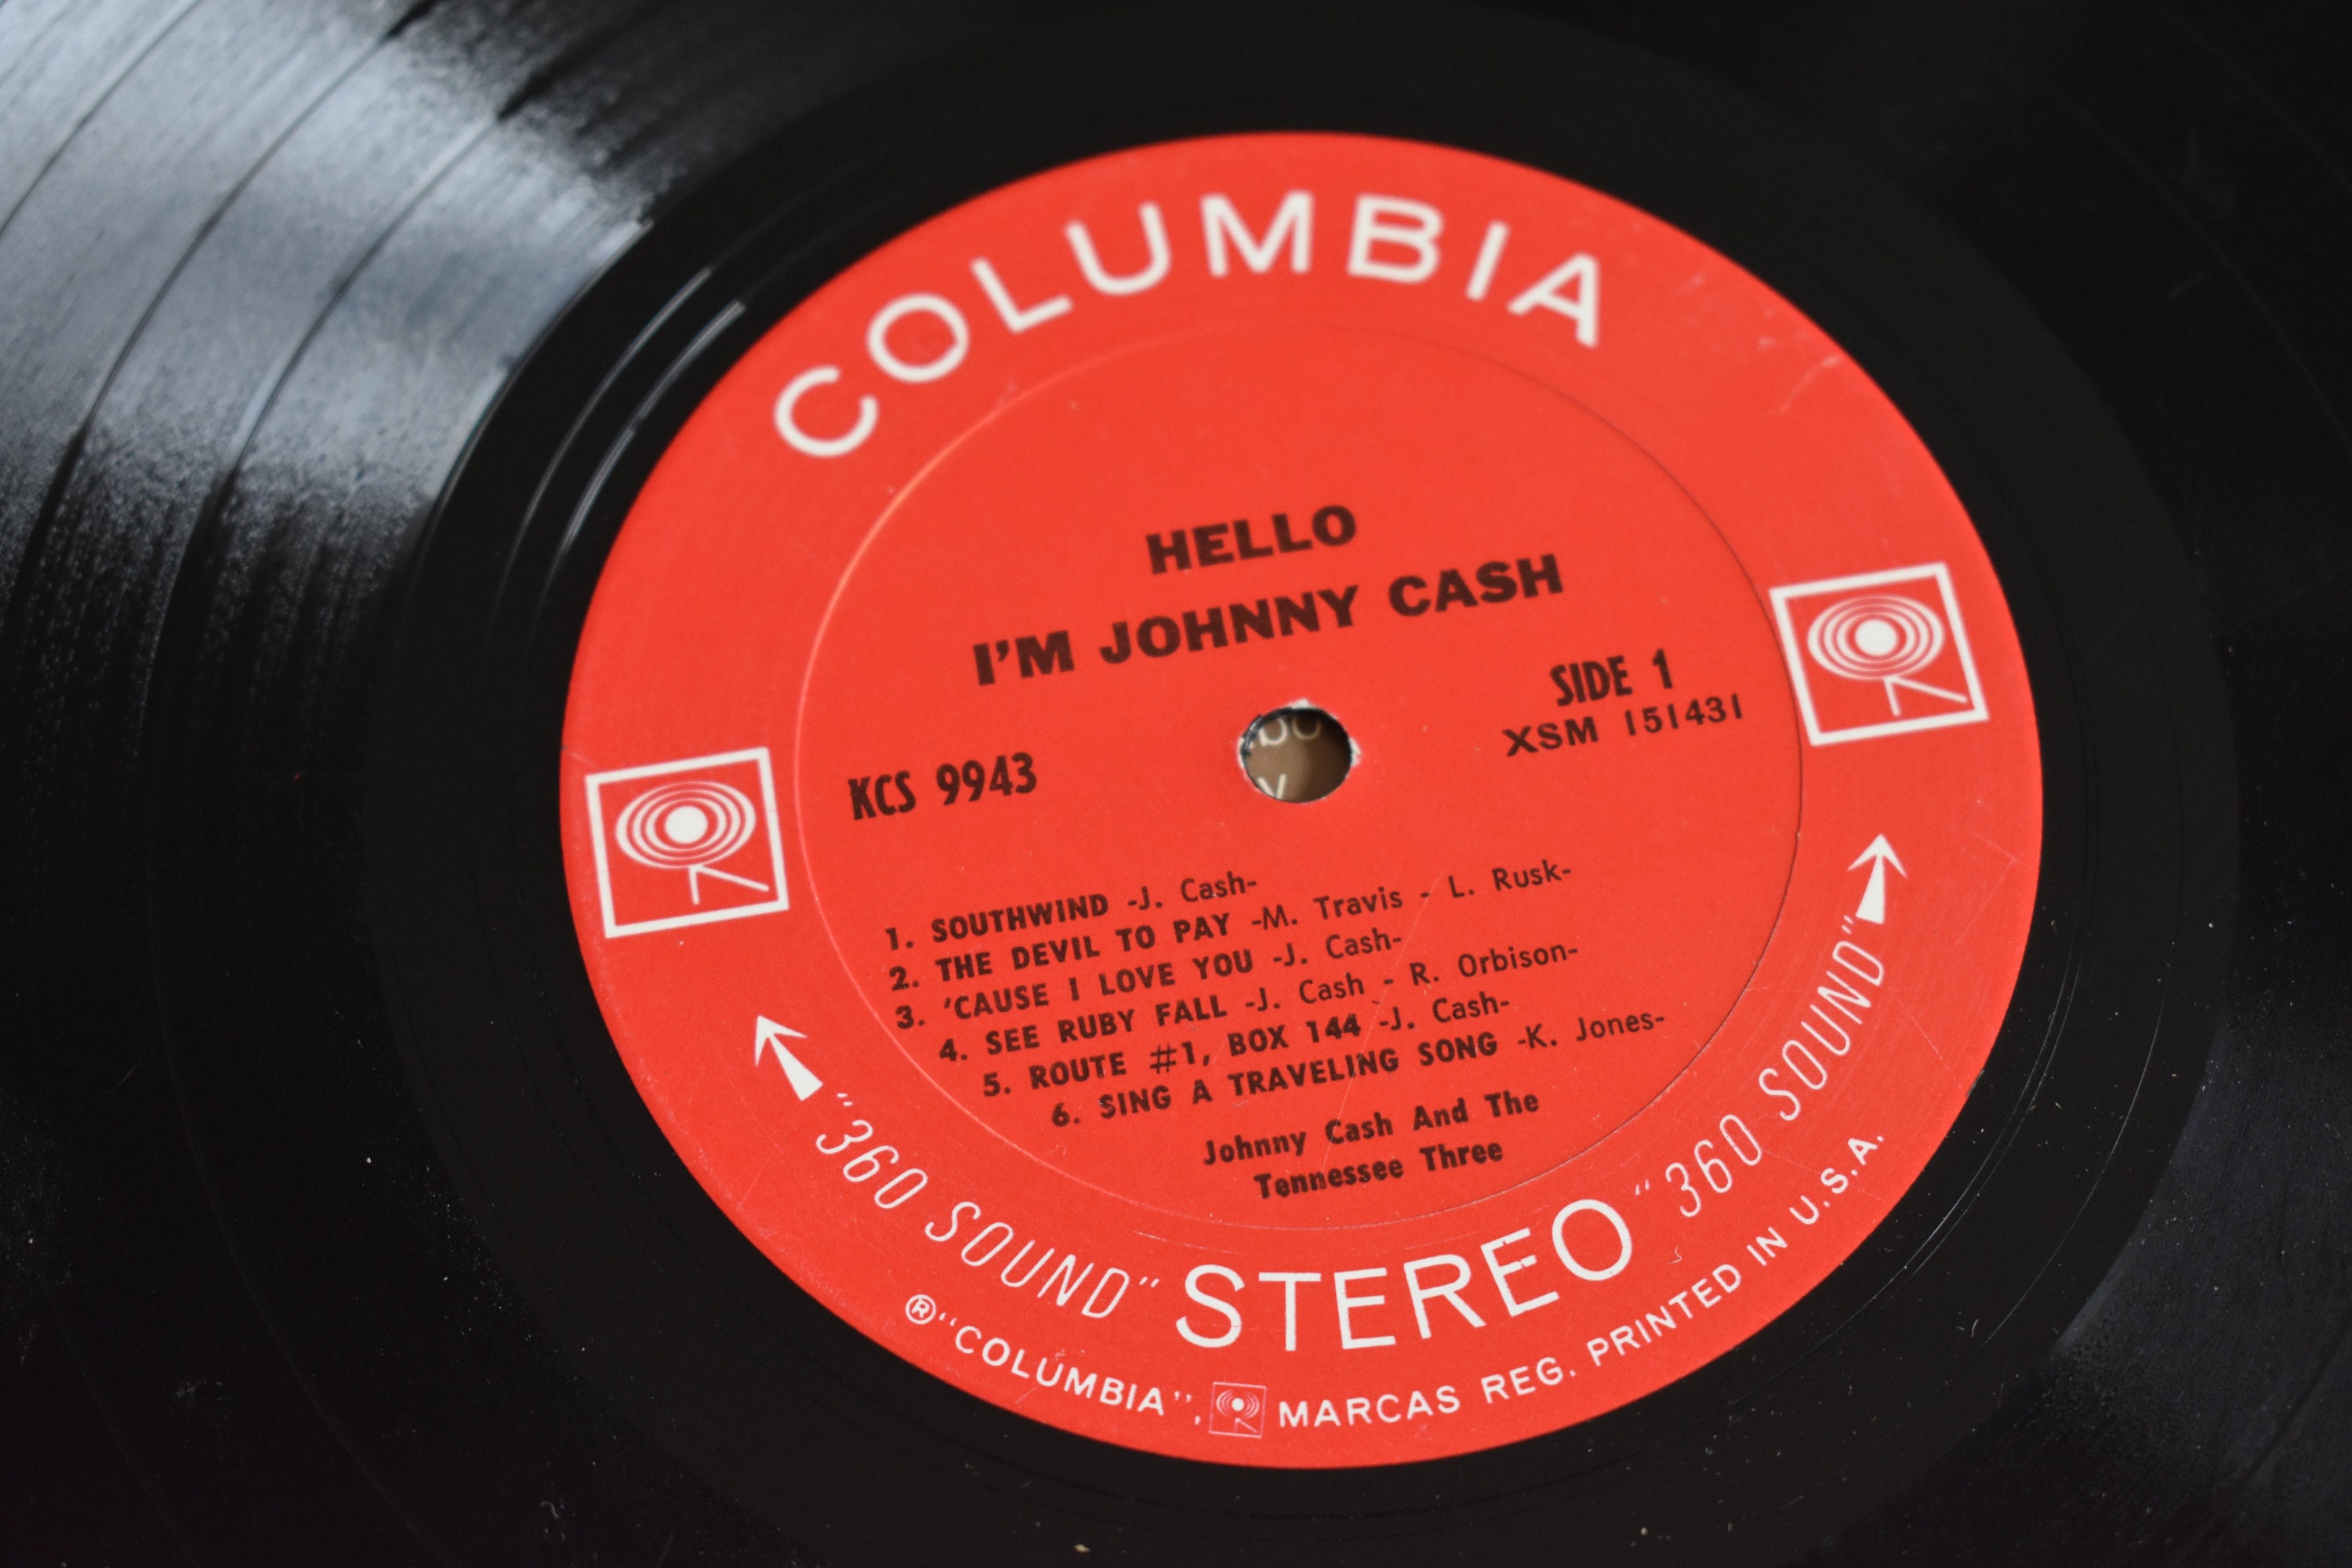 COLUMBIA
HELLO
I'M JOHNNY CASH
SIDE 1
KCS 9943
XSM 151431
1. SOUTHWIND -J. Cash-
2. THE DEVIL TO PAY -M. Travis - L. Rusk-
3. 'CAUSE I LOVE YOU -J. Cash-
4. SEE RUBY FALL -J. Cash - R. Orbison-
5. ROUTE #1, BOX 144 -J. Cash-
6. SING A TRAVELING SONG -K. Jones-
Johnny Cash And The
Tennessee Three
"360 SOUND" STEREO "360 SOUND"
®"COLUMBIA", MARCAS REG. PRINTED IN U.S.A.